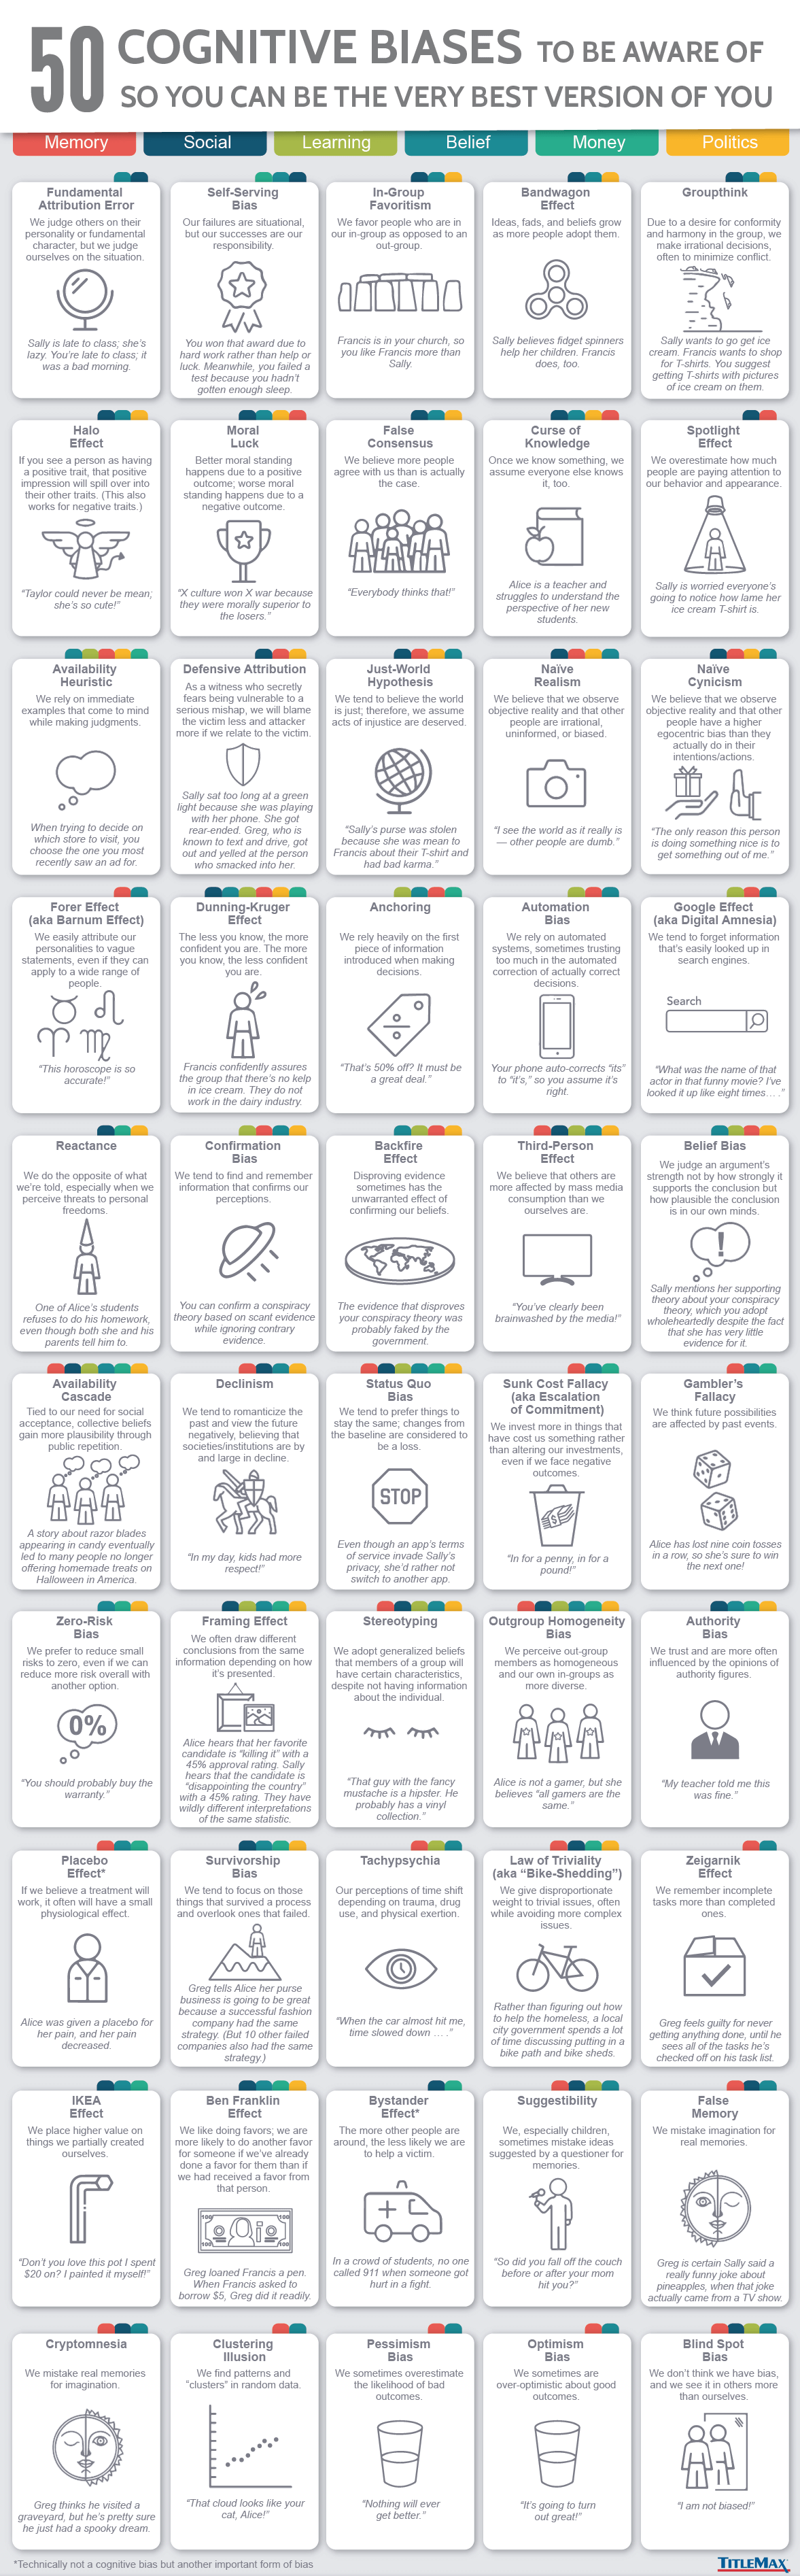 50 COGNITIVE BIASES TO BE AWARE OF
SO YOU CAN BE THE VERY BEST VERSION OF YOU
Memory
Social
Learning
Belief
Money
Politics
Fundamental
Attribution Error
We judge others on their
personality or fundamental
character, but we judge
ourselves on the situation.
Sally is late to class; she's
lazy. You're late to class; it
was a bad morning.
Self-Serving
Bias
Our failures are situational,
but our successes are our
responsibility.
You won that award due to
hard work rather than help or
luck. Meanwhile, you failed a
test because you hadn't
gotten enough sleep.
In-Group
Favoritism
We favor people who are in
our in-group as opposed to an
out-group.
Francis is in your church, so
you like Francis more than
Sally.
Bandwagon
Effect
Ideas, fads, and beliefs grow
as more people adopt them.
Sally believes fidget spinners
help her children. Francis
does, too.
Groupthink
Due to a desire for conformity
and harmony in the group, we
make irrational decisions,
often to minimize conflict.
Sally wants to go get ice
cream. Francis wants to shop
for T-shirts. You suggest
getting T-shirts with pictures
of ice cream on them.
Halo
Effect
If you see a person as having
a positive trait, that positive
impression will spill over into
their other traits. (This also
works for negative traits.)
“Taylor could never be mean;
she's so cute!”
Moral
Luck
Better moral standing
happens due to a positive
outcome; worse moral
standing happens due to a
negative outcome.
“X culture won X war because
they were morally superior to
the losers.”
False
Consensus
We believe more people
agree with us than is actually
the case.
“Everybody thinks that!”
Curse of
Knowledge
Once we know something, we
assume everyone else knows
it, too.
Alice is a teacher and
struggles to understand the
perspective of her new
students.
Spotlight
Effect
We overestimate how much
people are paying attention to
our behavior and appearance.
Sally is worried everyone's
going to notice how lame her
ice cream T-shirt is.
Availability
Heuristic
We rely on immediate
examples that come to mind
while making judgments.
When trying to decide on
which store to visit, you
choose the one you most
recently saw an ad for.
Defensive Attribution
As a witness who secretly
fears being vulnerable to a
serious mishap, we will blame
the victim less and attacker
more if we relate to the victim.
Sally sat too long at a green
light because she was playing
with her phone. She got
rear-ended. Greg, who is
known to text and drive, got
out and yelled at the person
who smacked into her.
Just-World
Hypothesis
We tend to believe the world
is just; therefore, we assume
acts of injustice are deserved.
“Sally's purse was stolen
because she was mean to
Francis about their T-shirt and
had bad karma.”
Naïve
Realism
We believe that we observe
objective reality and that other
people are irrational,
uninformed, or biased.
“I see the world as it really is
— other people are dumb.”
Naïve
Cynicism
We believe that we observe
objective reality and that other
people have a higher
egocentric bias than they
actually do in their
intentions/actions.
“The only reason this person
is doing something nice is to
get something out of me.”
Forer Effect
(aka Barnum Effect)
We easily attribute our
personalities to vague
statements, even if they can
apply to a wide range of
people.
“This horoscope is so
accurate!”
Dunning-Kruger
Effect
The less you know, the more
confident you are. The more
you know, the less confident
you are.
Francis confidently assures
the group that there's no kelp
in ice cream. They do not
work in the dairy industry.
Anchoring
We rely heavily on the first
piece of information
introduced when making
decisions.
“That's 50% off? It must be
a great deal.”
Automation
Bias
We rely on automated
systems, sometimes trusting
too much in the automated
correction of actually correct
decisions.
Your phone auto-corrects “its”
to “it's,” so you assume it's
right.
Google Effect
(aka Digital Amnesia)
We tend to forget information
that's easily looked up in
search engines.
Search
“What was the name of that
actor in that funny movie? I've
looked it up like eight times... .”
Reactance
We do the opposite of what
we're told, especially when we
perceive threats to personal
freedoms.
One of Alice's students
refuses to do his homework,
even though both she and his
parents tell him to.
Confirmation
Bias
We tend to find and remember
information that confirms our
perceptions.
You can confirm a conspiracy
theory based on scant evidence
while ignoring contrary
evidence.
Backfire
Effect
Disproving evidence
sometimes has the
unwarranted effect of
confirming our beliefs.
The evidence that disproves
your conspiracy theory was
probably faked by the
government.
Third-Person
Effect
We believe that others are
more affected by mass media
consumption than we
ourselves are.
“You've clearly been
brainwashed by the media!”
Belief Bias
We judge an argument's
strength not by how strongly it
supports the conclusion but
how plausible the conclusion
is in our own minds.
!
Sally mentions her supporting
theory about your conspiracy
theory, which you adopt
wholeheartedly despite the fact
that she has very little
evidence for it.
Availability
Cascade
Tied to our need for social
acceptance, collective beliefs
gain more plausibility through
public repetition.
A story about razor blades
appearing in candy eventually
led to many people no longer
offering homemade treats on
Halloween in America.
Declinism
We tend to romanticize the
past and view the future
negatively, believing that
societies/institutions are by
and large in decline.
“In my day, kids had more
respect!”
Status Quo
Bias
We tend to prefer things to
stay the same; changes from
the baseline are considered to
be a loss.
STOP
Even though an app's terms
of service invade Sally's
privacy, she'd rather not
switch to another app.
Sunk Cost Fallacy
(aka Escalation
of Commitment)
We invest more in things that
have cost us something rather
than altering our investments,
even if we face negative
outcomes.
“In for a penny, in for a
pound!”
Gambler's
Fallacy
We think future possibilities
are affected by past events.
Alice has lost nine coin tosses
in a row, so she's sure to win
the next one!
Zero-Risk
Bias
We prefer to reduce small
risks to zero, even if we can
reduce more risk overall with
another option.
0%
“You should probably buy the
warranty.”
Framing Effect
We often draw different
conclusions from the same
information depending on how
it's presented.
Alice hears that her favorite
candidate is “killing it” with a
45% approval rating. Sally
hears that the candidate is
“disappointing the country”
with a 45% rating. They have
wildly different interpretations
of the same statistic.
Stereotyping
We adopt generalized beliefs
that members of a group will
have certain characteristics,
despite not having information
about the individual.
“That guy with the fancy
mustache is a hipster. He
probably has a vinyl
collection.”
Outgroup Homogeneity
Bias
We perceive out-group
members as homogeneous
and our own in-groups as
more diverse.
Alice is not a gamer, but she
believes “all gamers are the
same.”
Authority
Bias
We trust and are more often
influenced by the opinions of
authority figures.
“My teacher told me this
was fine.”
Placebo
Effect*
If we believe a treatment will
work, it often will have a small
physiological effect.
Alice was given a placebo for
her pain, and her pain
decreased.
Survivorship
Bias
We tend to focus on those
things that survived a process
and overlook ones that failed.
Greg tells Alice her purse
business is going to be great
because a successful fashion
company had the same
strategy. (But 10 other failed
companies also had the same
strategy.)
Tachypsychia
Our perceptions of time shift
depending on trauma, drug
use, and physical exertion.
“When the car almost hit me,
time slowed down ... .”
Law of Triviality
(aka “Bike-Shedding”)
We give disproportionate
weight to trivial issues, often
while avoiding more complex
issues.
Rather than figuring out how
to help the homeless, a local
city government spends a lot
of time discussing putting in a
bike path and bike sheds.
Zeigarnik
Effect
We remember incomplete
tasks more than completed
ones.
Greg feels guilty for never
getting anything done, until he
sees all of the tasks he's
checked off on his task list.
IKEA
Effect
We place higher value on
things we partially created
ourselves.
“Don't you love this pot I spent
$20 on? I painted it myself!”
Ben Franklin
Effect
We like doing favors; we are
more likely to do another favor
for someone if we've already
done a favor for them than if
we had received a favor from
that person.
100
Greg loaned Francis a pen.
When Francis asked to
borrow $5, Greg did it readily.
Bystander
Effect*
The more other people are
around, the less likely we are
to help a victim.
In a crowd of students, no one
called 911 when someone got
hurt in a fight.
Suggestibility
We, especially children,
sometimes mistake ideas
suggested by a questioner for
memories.
“So did you fall off the couch
before or after your mom
hit you?”
False
Memory
We mistake imagination for
real memories.
Greg is certain Sally said a
really funny joke about
pineapples, when that joke
actually came from a TV show.
Cryptomnesia
We mistake real memories
for imagination.
Greg thinks he visited a
graveyard, but he's pretty sure
he just had a spooky dream.
Clustering
Illusion
We find patterns and
“clusters” in random data.
“That cloud looks like your
cat, Alice!”
Pessimism
Bias
We sometimes overestimate
the likelihood of bad
outcomes.
“Nothing will ever
get better.”
Optimism
Bias
We sometimes are
over-optimistic about good
outcomes.
“It's going to turn
out great!”
Blind Spot
Bias
We don't think we have bias,
and we see it in others more
than ourselves.
“I am not biased!”
*Technically not a cognitive bias but another important form of bias
TITLEMAX